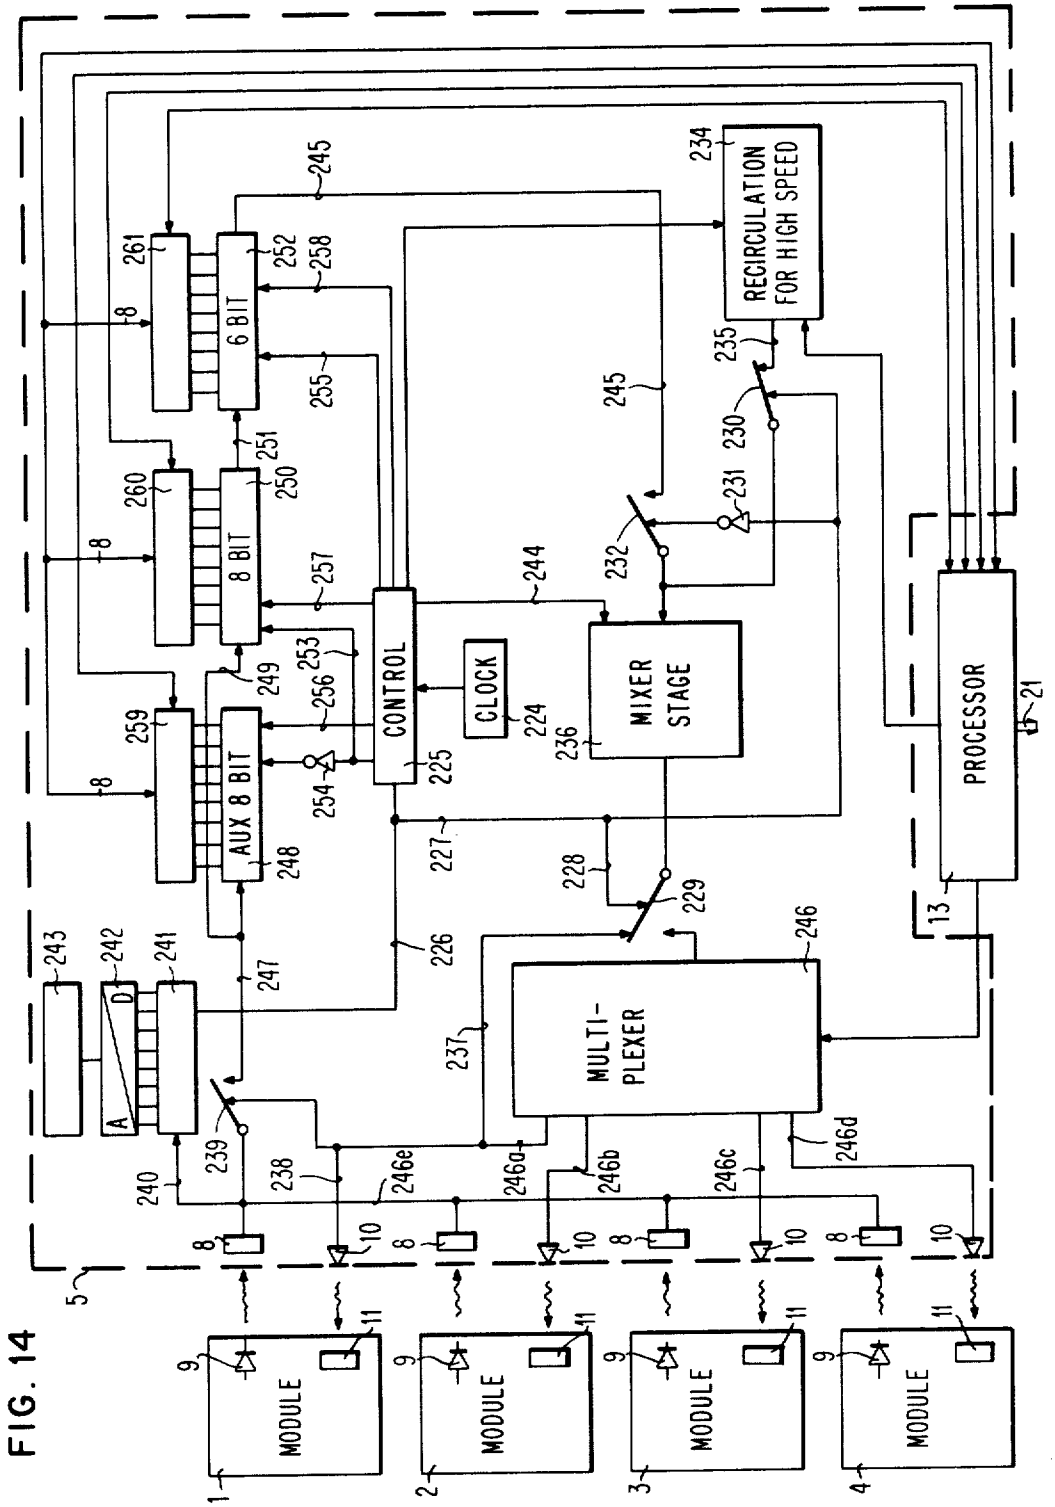 FIG. 14
5
243
242
A
D
241
240
239
247
226
238
246e
237
246a
246b
246c
246d
8
8
8
8
10
10
10
10
9
9
9
9
11
11
11
11
MODULE
1
MODULE
2
MODULE
3
MODULE
4
259
AUX 8 BIT
248
8
249
260
8 BIT
250
8
251
261
6 BIT
252
8
245
258
255
257
253
256
254
CONTROL
225
CLOCK
224
244
227
228
229
MIXER
STAGE
236
232
231
230
235
245
234
RECIRCULATION
FOR HIGH SPEED
MULTI-
PLEXER
246
PROCESSOR
13
21